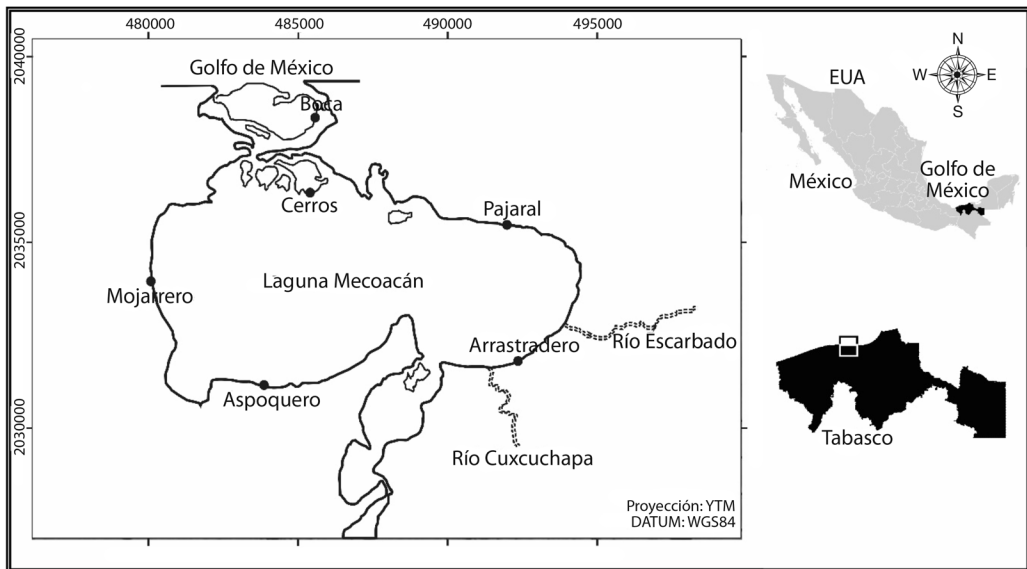 480000
485000
490000
495000
2040000
2035000
2030000
Golfo de México
Boca
Cerros
Pajaral
Mojarrero
Laguna Mecoacán
Arrastradero
Río Escarbado
Aspoquero
Río Cuxcuchapa
Proyección: YTM
DATUM: WGS84
N
W
E
S
EUA
México
Golfo de
México
Tabasco